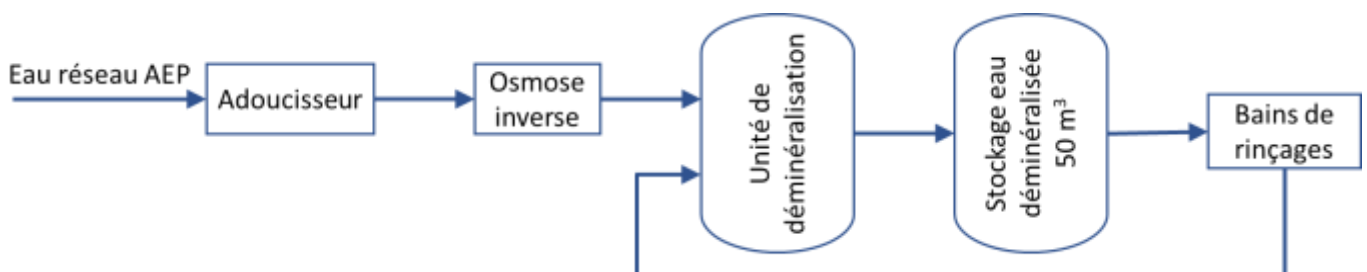 Eau réseau AEP
Adoucisseur
Osmose
inverse
Unité de
déminéralisation
Stockage eau
déminéralisée
50 m³
Bains de
rinçages